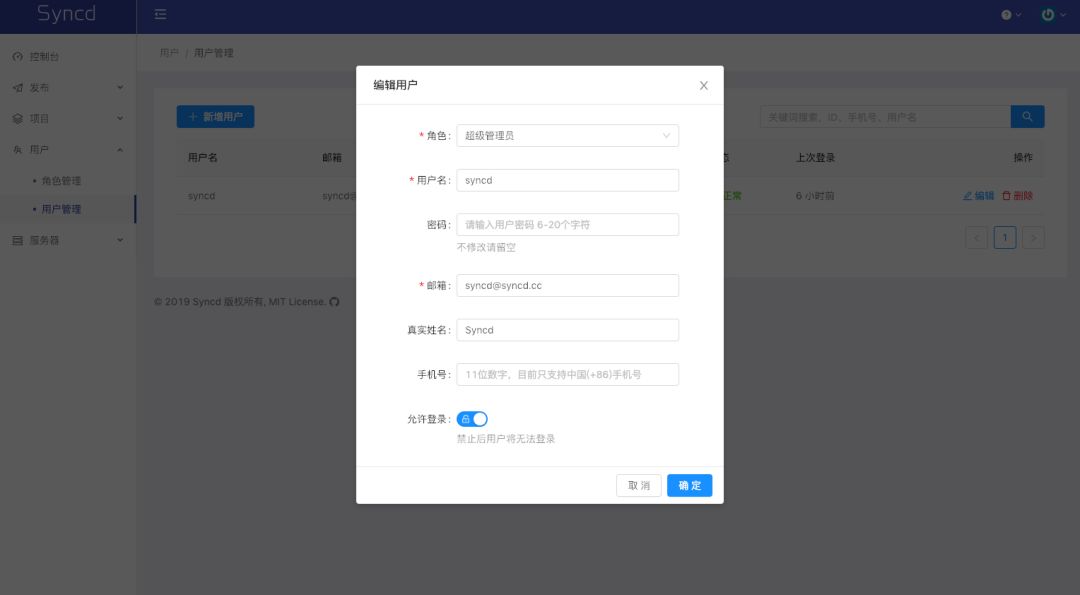 Syncd
控制台
用户 / 用户管理
发布
项目
用户
角色管理
用户管理
服务器
新增用户
关键词搜索、ID、手机号、用户名
用户名
邮箱
上次登录
操作
syncd
syncd@
正常
6 小时前
编辑
删除
1
© 2019 Syncd 版权所有, MIT License.
编辑用户
* 角色:
超级管理员
* 用户名:
syncd
密码:
请输入用户密码 6-20个字符
不修改请留空
* 邮箱:
syncd@syncd.cc
真实姓名:
Syncd
手机号:
11位数字，目前只支持中国(+86)手机号
允许登录:
禁止后用户将无法登录
取 消
确 定